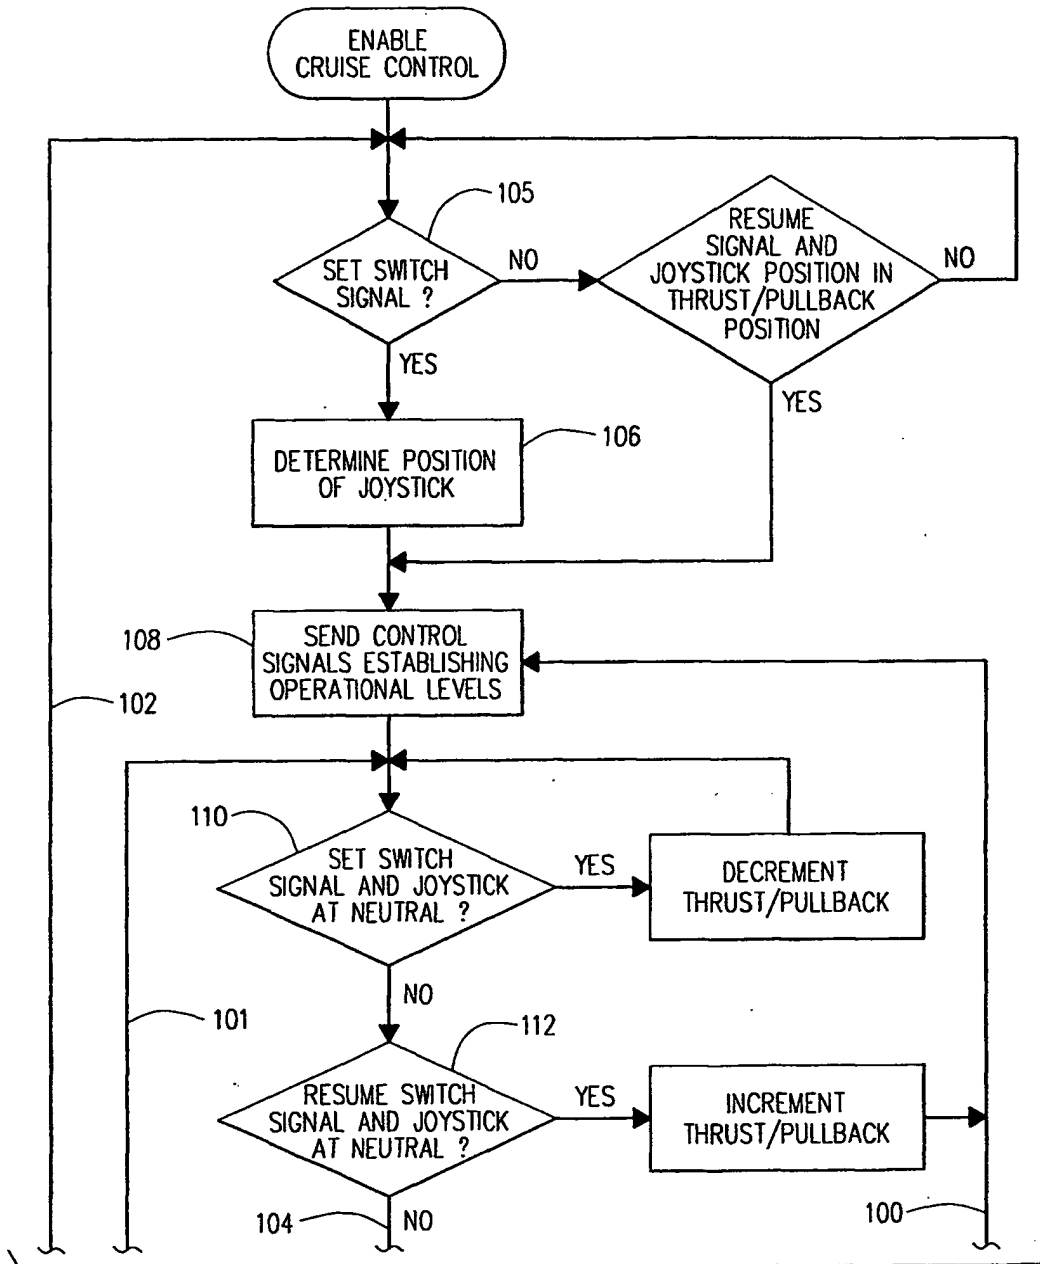 ENABLE
CRUISE CONTROL
105
SET SWITCH
SIGNAL ?
NO
RESUME
SIGNAL AND
JOYSTICK POSITION IN
THRUST/PULLBACK
POSITION
NO
YES
YES
106
DETERMINE POSITION
OF JOYSTICK
108
SEND CONTROL
SIGNALS ESTABLISHING
OPERATIONAL LEVELS
102
110
SET SWITCH
SIGNAL AND JOYSTICK
AT NEUTRAL ?
YES
DECREMENT
THRUST/PULLBACK
NO
101
112
RESUME SWITCH
SIGNAL AND JOYSTICK
AT NEUTRAL ?
YES
INCREMENT
THRUST/PULLBACK
104
NO
100